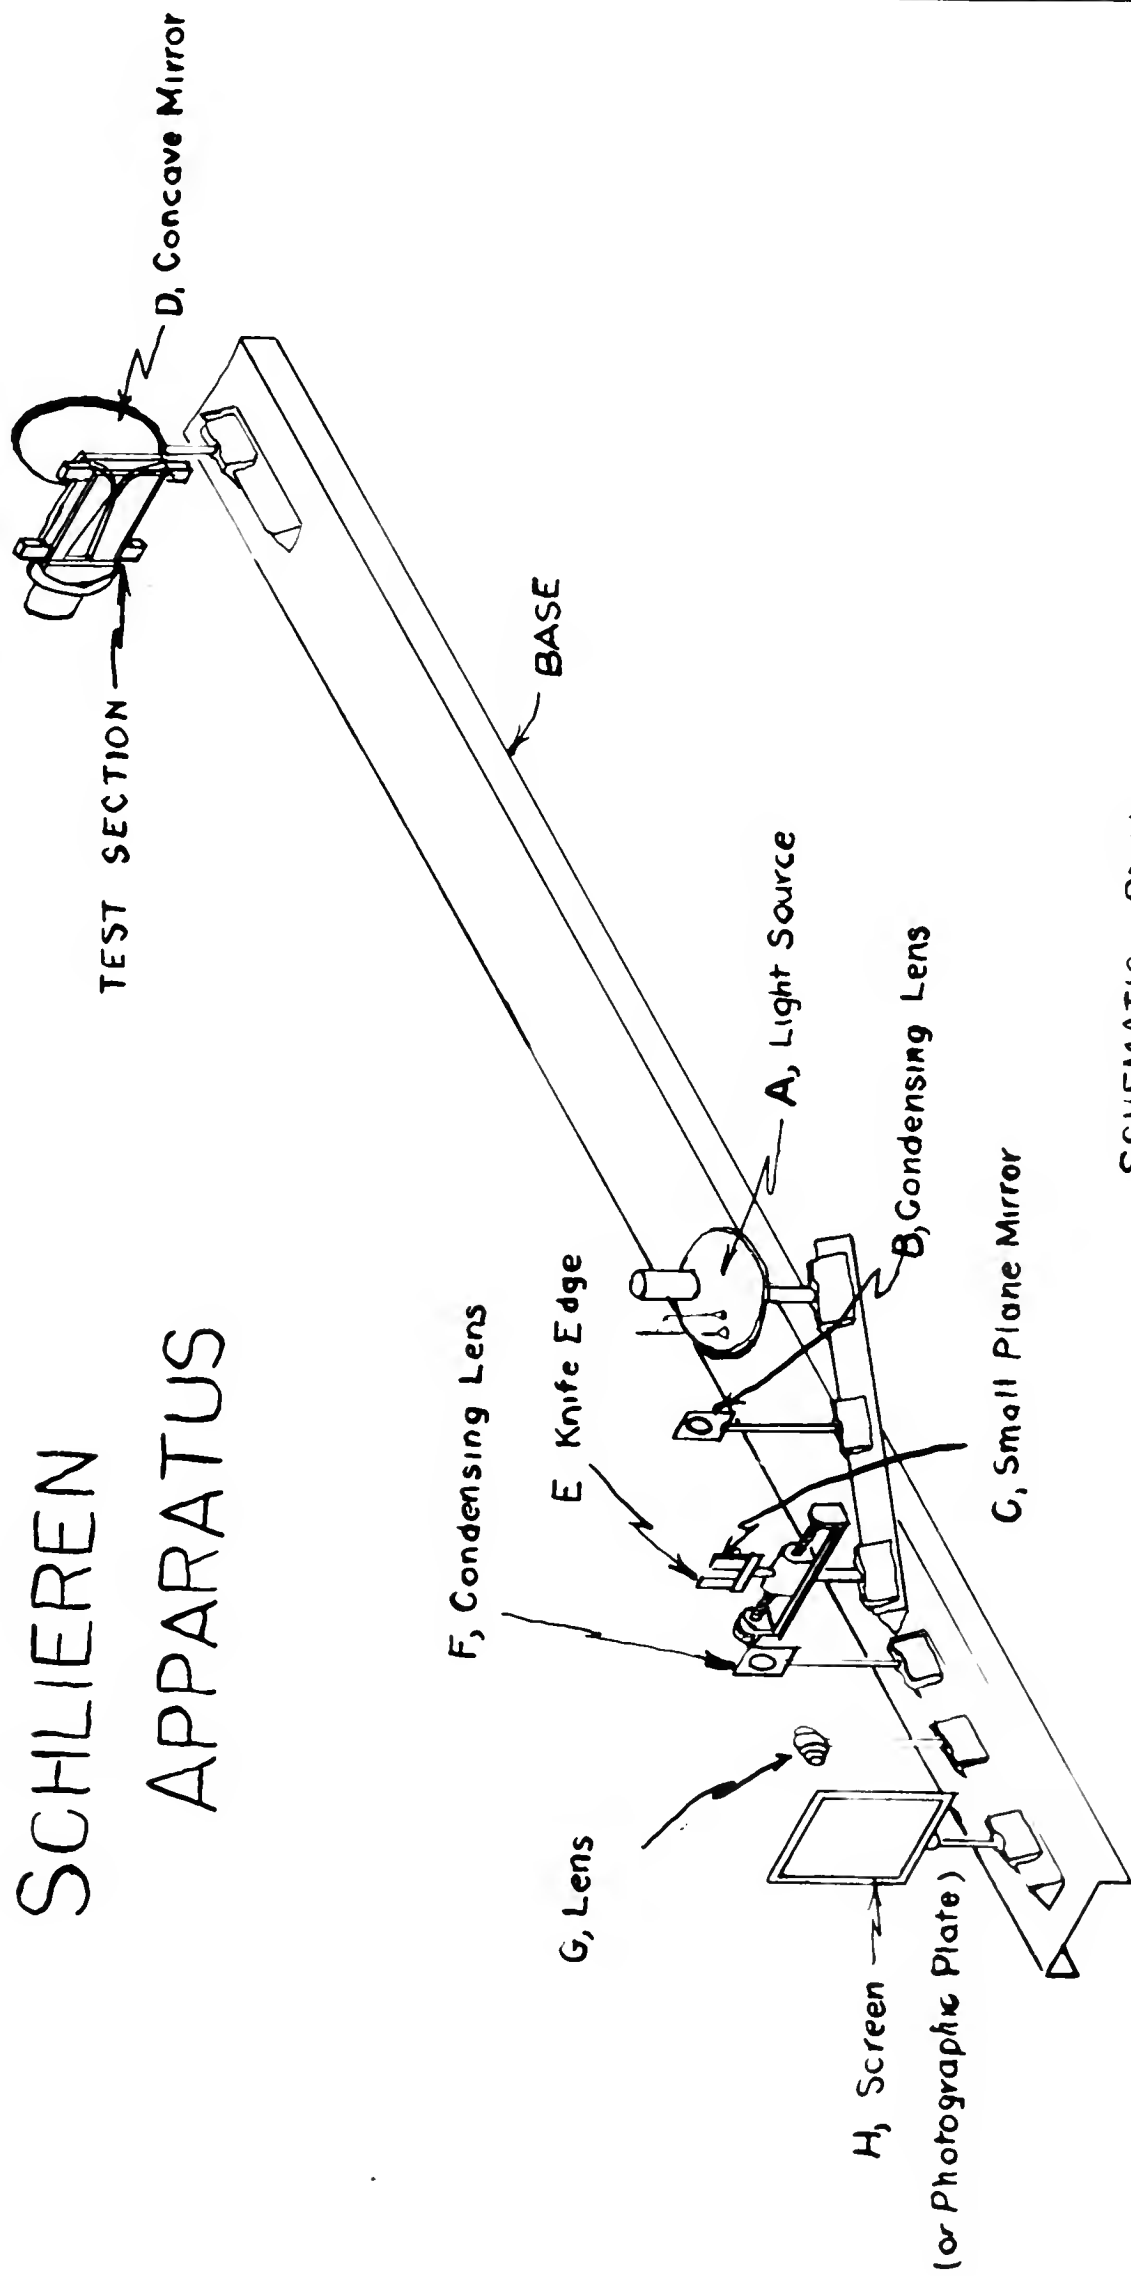 SCHLIEREN
APPARATUS
D, Concave Mirror
TEST SECTION
BASE
A, Light Source
B, Condensing Lens
C, Small Plane Mirror
E Knife Edge
F, Condensing Lens
G, Lens
H, Screen
(or Photographic Plate)
SCHEMATIC